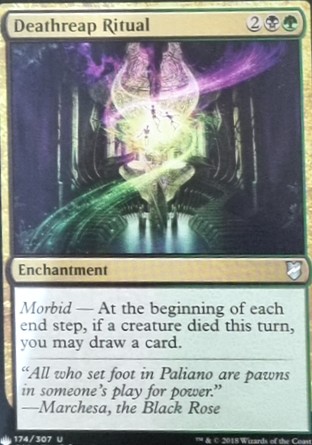 Deathreap Ritual 2
Enchantment
Morbid — At the beginning of each
end step, if a creature died this turn,
you may draw a card.
“All who set foot in Paliano are pawns
in someone's play for power.”
—Marchesa, the Black Rose
174/307 U
™ & © 2018 Wizards of the Coast